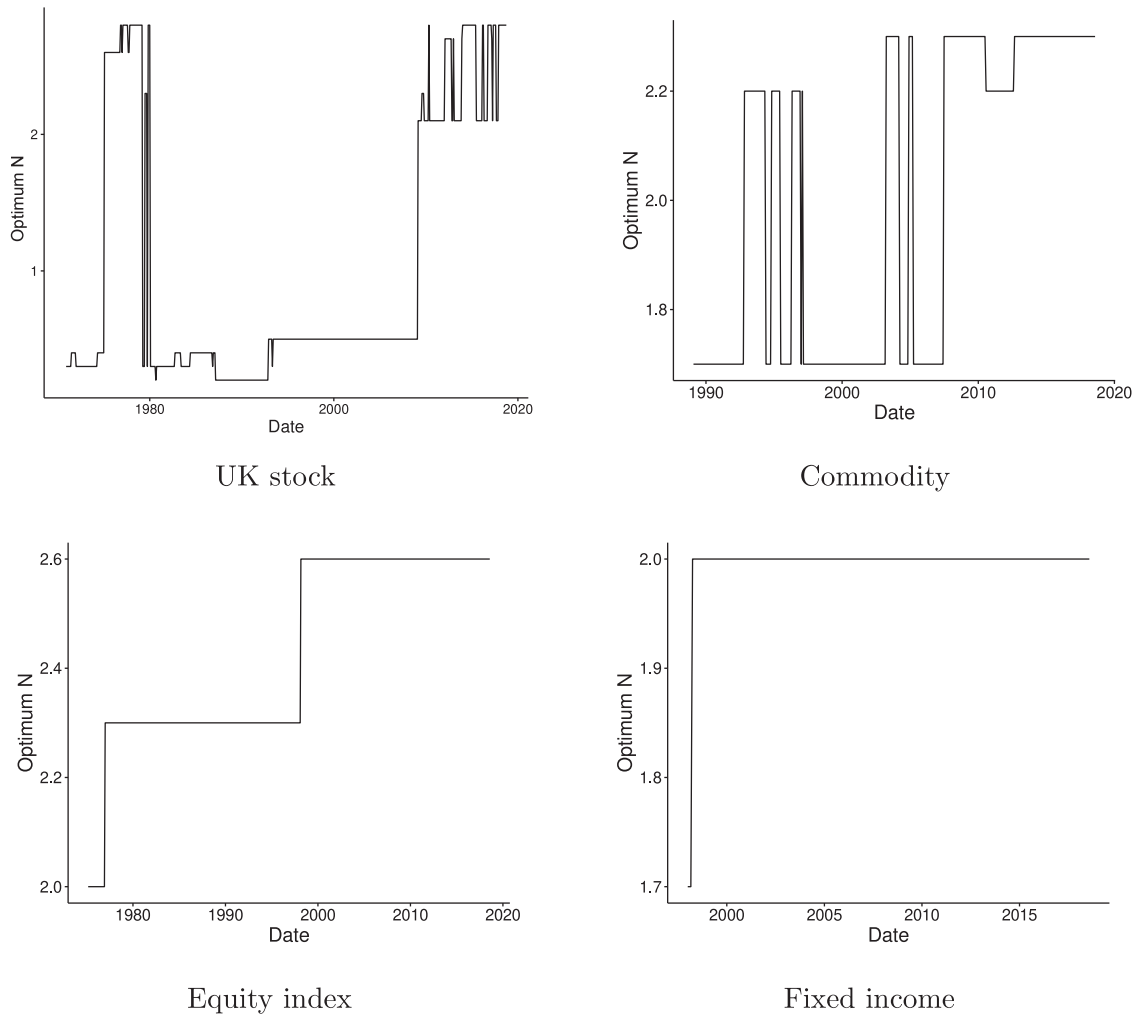 2
1
Optimum N
1980
2000
2020
Date
UK stock
2.2
2.0
1.8
Optimum N
1990
2000
2010
2020
Date
Commodity
2.6
2.4
2.2
2.0
Optimum N
1980
1990
2000
2010
2020
Date
Equity index
2.0
1.9
1.8
1.7
Optimum N
2000
2005
2010
2015
Date
Fixed income